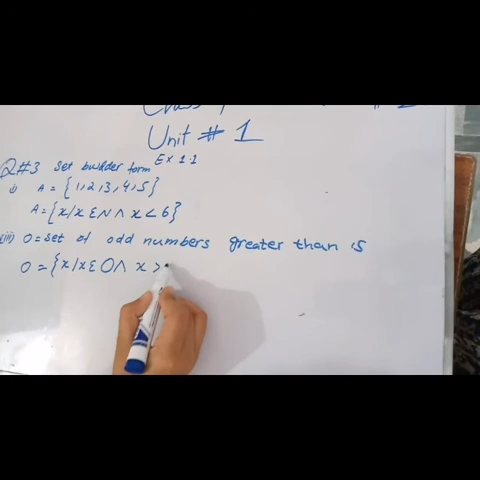 Unit # 1
Ex 1.1
Q#3 Set builder form
i) A = {1,2,3,4,5}
A = {x/x ∈ N ∧ x < 6}
iii) O = set of odd numbers greater than 15
O = {x/x ∈ O ∧ x >